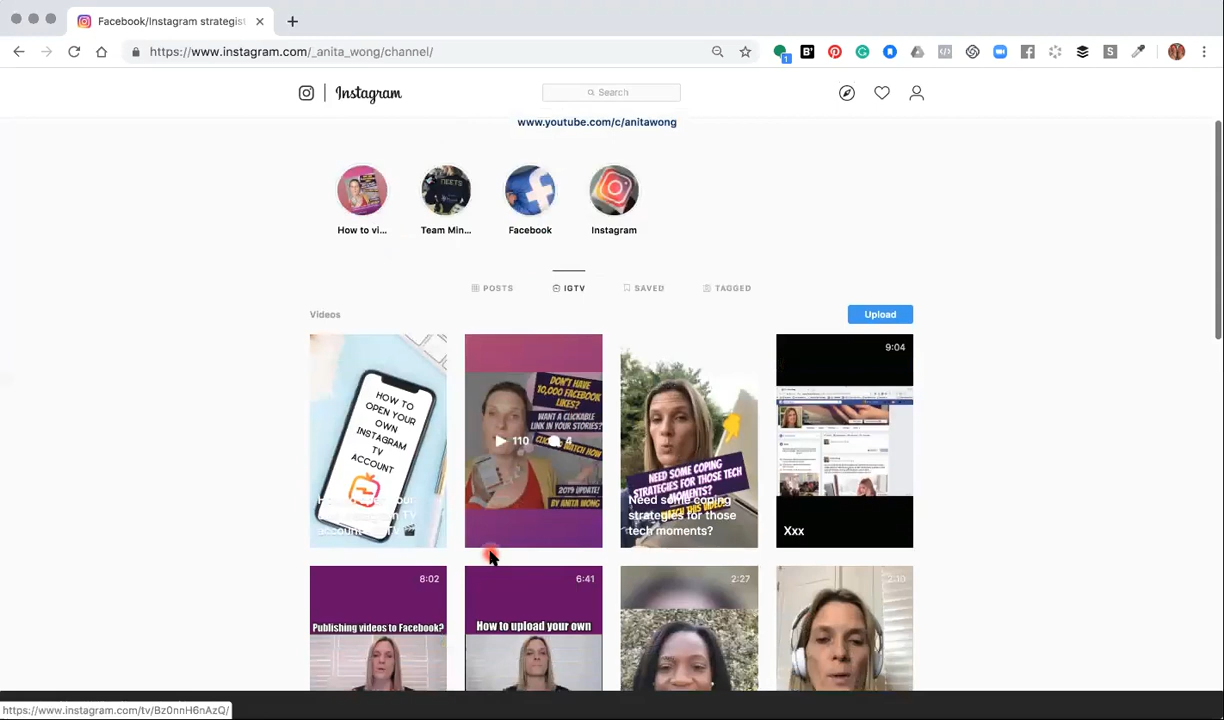 Facebook/Instagram strategist
https://www.instagram.com/_anita_wong/channel/
Instagram
Search
www.youtube.com/c/anitawong
How to vi...
Team Min...
Facebook
Instagram
POSTS
IGTV
SAVED
TAGGED
Videos
Upload
HOW TO
OPEN YOUR
OWN
INSTAGRAM
TV
ACCOUNT
DON'T HAVE
10,000 FACEBOOK
LIKES?
WANT A CLICKABLE
LINK IN YOUR STORIES?
110
4
2019 UPDATE!
BY ANITA WONG
NEED SOME COPING
STRATEGIES FOR THOSE TECH
MOMENTS?
WATCH THIS VIDEO
Need some coping
strategies for those
tech moments?
9:04
Xxx
8:02
Publishing videos to Facebook?
6:41
How to upload your own
2:27
2:10
https://www.instagram.com/tv/Bz0nnH6nAzQ/